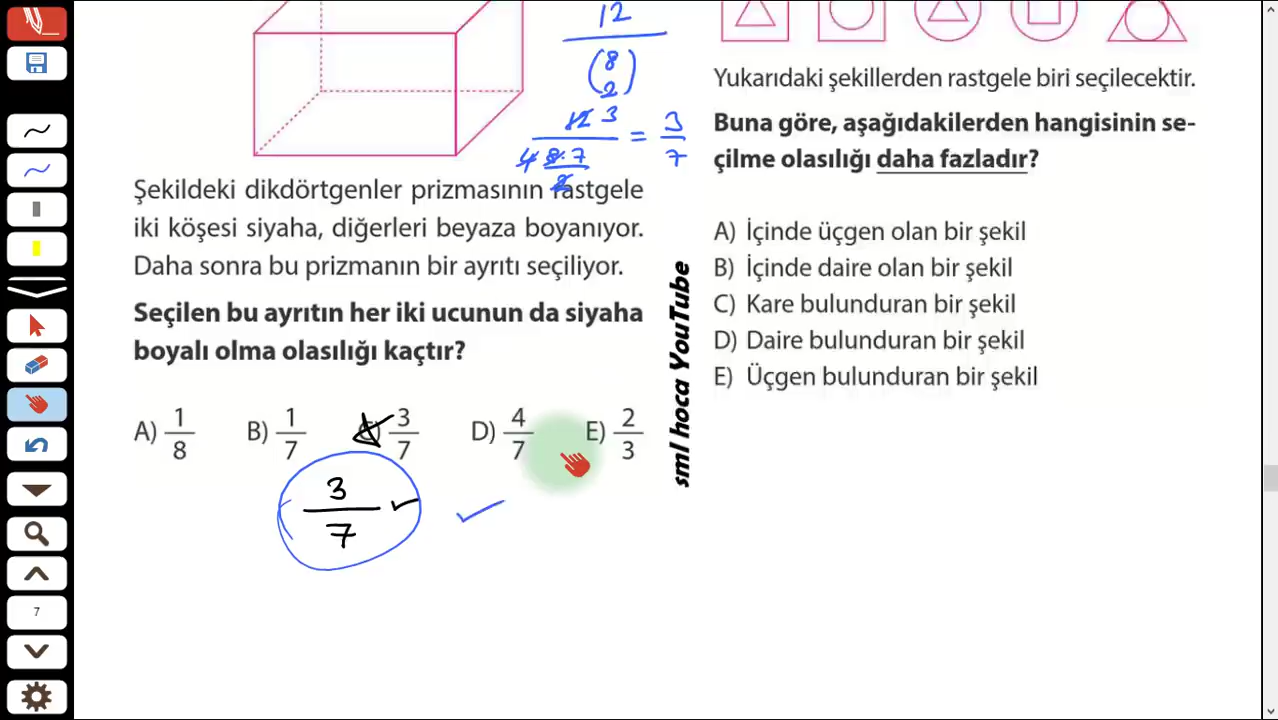 12
(8
2)
12 3
4 8.7
2
= 3
7
Şekildeki dikdörtgenler prizmasının rastgele
iki köşesi siyaha, diğerleri beyaza boyanıyor.
Daha sonra bu prizmanın bir ayrıtı seçiliyor.
Seçilen bu ayrıtın her iki ucunun da siyaha
boyalı olma olasılığı kaçtır?
A) 1/8 B) 1/7 C) 3/7 D) 4/7 E) 2/3
3
7
sml hoca YouTube
Yukarıdaki şekillerden rastgele biri seçilecektir.
Buna göre, aşağıdakilerden hangisinin se-
çilme olasılığı daha fazladır?
A) İçinde üçgen olan bir şekil
B) İçinde daire olan bir şekil
C) Kare bulunduran bir şekil
D) Daire bulunduran bir şekil
E) Üçgen bulunduran bir şekil
7